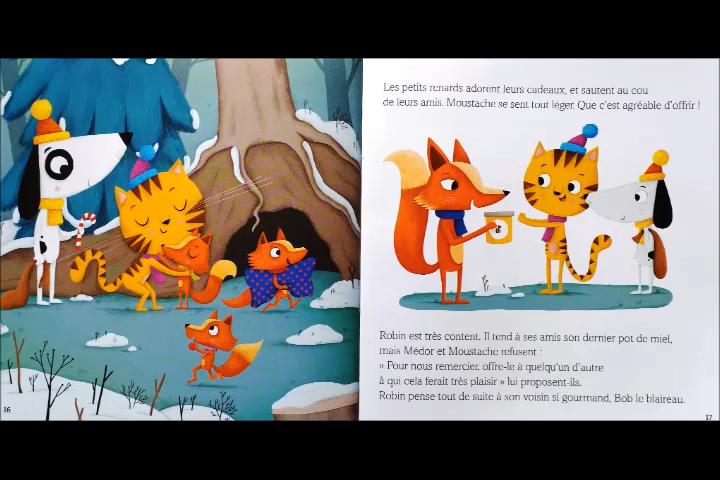 Les petits renards adorent leurs cadeaux, et sautent au cou
de leurs amis. Moustache se sent tout léger. Que c'est agréable d'offrir !
Robin est très content. Il tend à ses amis son dernier pot de miel,
mais Médor et Moustache refusent :
« Pour nous remercier, offre-le à quelqu'un d'autre
à qui cela ferait très plaisir » lui proposent-ils.
Robin pense tout de suite à son voisin si gourmand, Bob le blaireau.
16
17